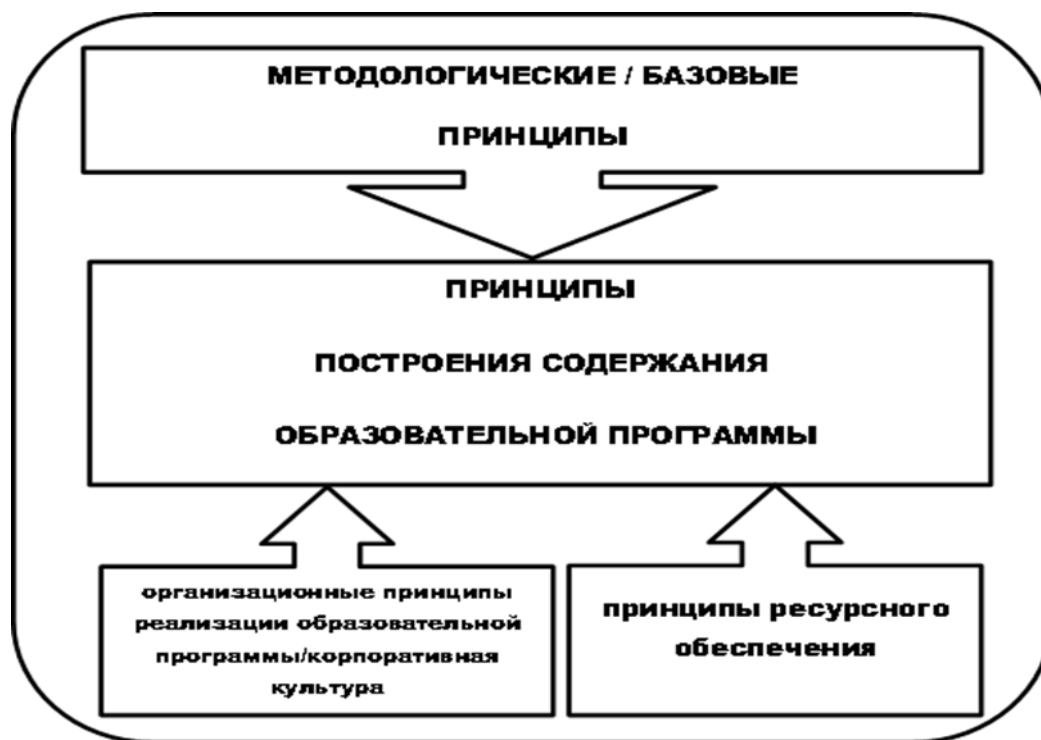 МЕТОДОЛОГИЧЕСКИЕ / БАЗОВЫЕ
ПРИНЦИПЫ
ПРИНЦИПЫ
ПОСТРОЕНИЯ СОДЕРЖАНИЯ
ОБРАЗОВАТЕЛЬНОЙ ПРОГРАММЫ
организационные принципы
реализации образовательной
программы/корпоративная
культура
принципы ресурсного
обеспечения